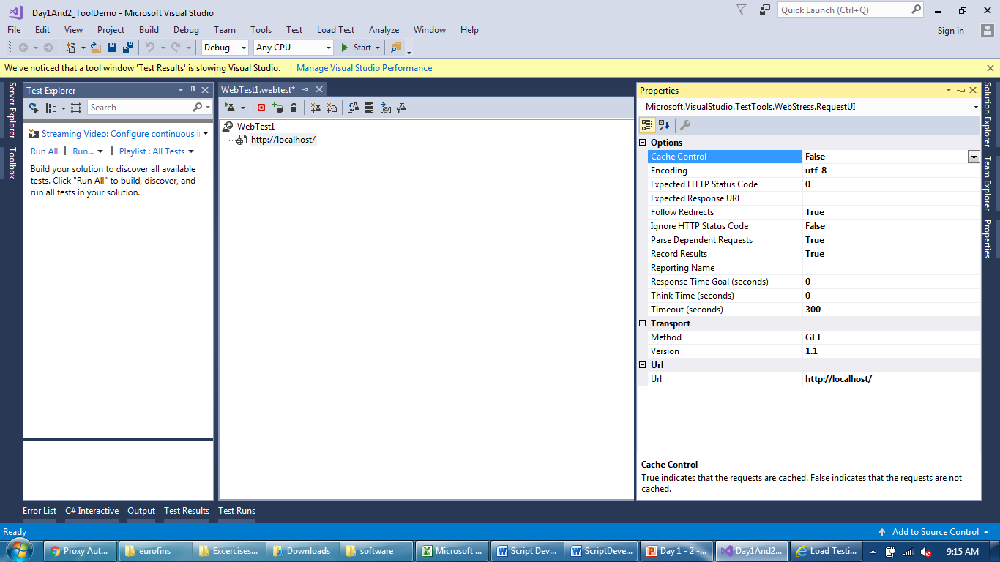 Day1And2_ToolDemo - Microsoft Visual Studio
Quick Launch (Ctrl+Q)
File Edit View Project Build Debug Team Tools Test Load Test Analyze Window Help
Sign in
Debug Any CPU Start
We've noticed that a tool window 'Test Results' is slowing Visual Studio. Manage Visual Studio Performance
Server Explorer
Toolbox
Test Explorer
Search
Streaming Video: Configure continuous i
Run All | Run... | Playlist : All Tests
Build your solution to discover all available
tests. Click "Run All" to build, discover, and
run all tests in your solution.
WebTest1.webtest*
WebTest1
http://localhost/
Properties
Microsoft.VisualStudio.TestTools.WebStress.RequestUI
Options
Cache Control False
Encoding utf-8
Expected HTTP Status Code 0
Expected Response URL
Follow Redirects True
Ignore HTTP Status Code False
Parse Dependent Requests True
Record Results True
Reporting Name
Response Time Goal (seconds) 0
Think Time (seconds) 0
Timeout (seconds) 300
Transport
Method GET
Version 1.1
Url
Url http://localhost/
Cache Control
True indicates that the requests are cached. False indicates that the requests are not
cached.
Solution Explorer
Team Explorer
Properties
Error List C# Interactive Output Test Results Test Runs
Ready
Add to Source Control
Proxy Aut... eurofins Excercises... Downloads software Microsoft ... Script Dev... ScriptDeve... Day 1 - 2 -... Day1And2... Load Testi... 9:15 AM